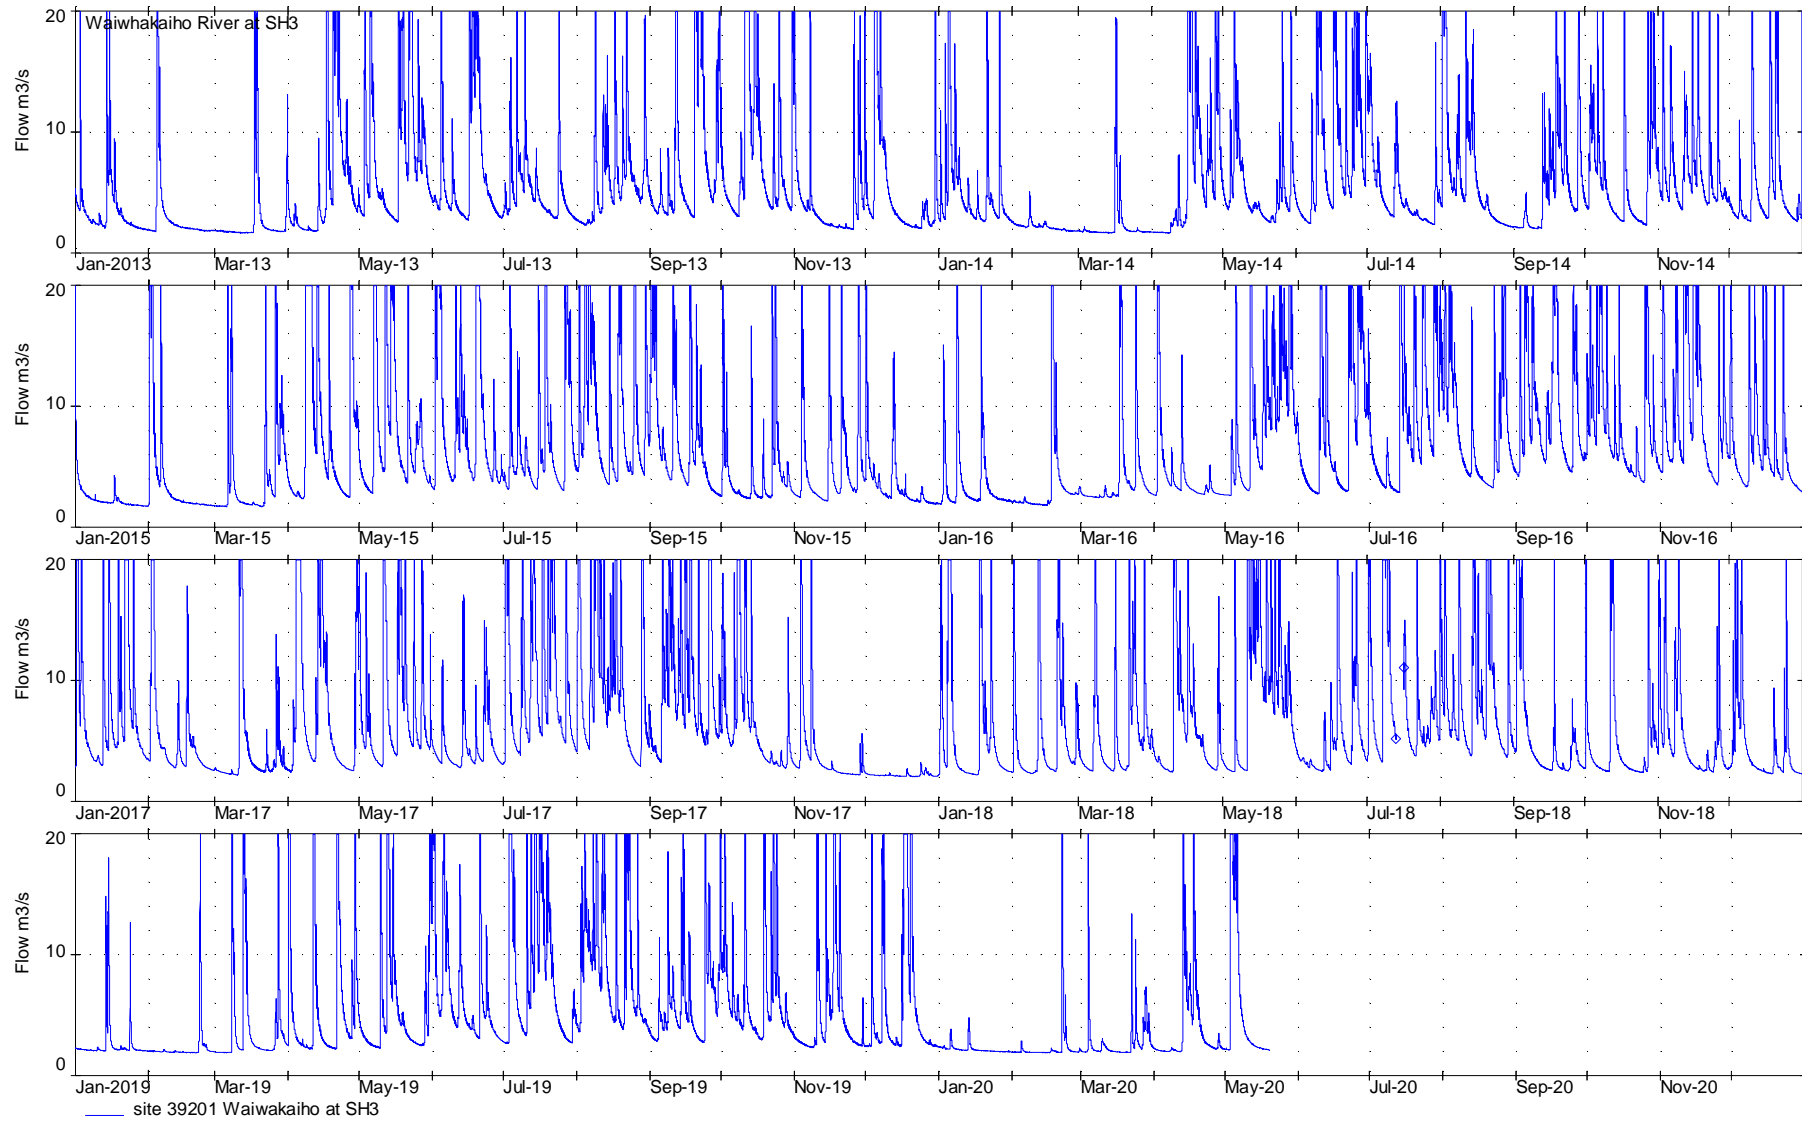 20
Waiwhakaiho River at SH3
Flow m3/s
10
0
Jan-2013 Mar-13 May-13 Jul-13 Sep-13 Nov-13 Jan-14 Mar-14 May-14 Jul-14 Sep-14 Nov-14
20
Flow m3/s
10
0
Jan-2015 Mar-15 May-15 Jul-15 Sep-15 Nov-15 Jan-16 Mar-16 May-16 Jul-16 Sep-16 Nov-16
20
Flow m3/s
10
0
Jan-2017 Mar-17 May-17 Jul-17 Sep-17 Nov-17 Jan-18 Mar-18 May-18 Jul-18 Sep-18 Nov-18
20
Flow m3/s
10
0
Jan-2019 Mar-19 May-19 Jul-19 Sep-19 Nov-19 Jan-20 Mar-20 May-20 Jul-20 Sep-20 Nov-20
site 39201 Waiwakaiho at SH3